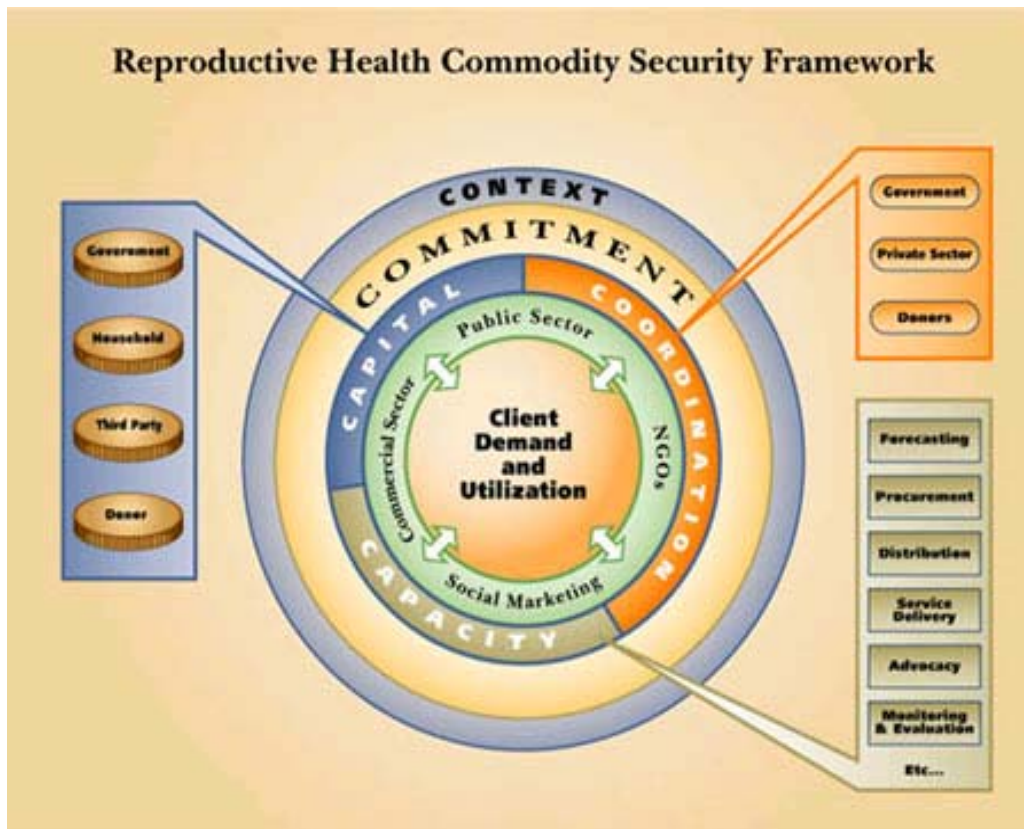 Reproductive Health Commodity Security Framework
CONTEXT
COMMITMENT
CAPITAL
COORDINATION
CAPACITY
Public Sector
Commercial Sector
NGOs
Social Marketing
Client
Demand
and
Utilization
Government
Household
Third Party
Donor
Government
Private Sector
Donors
Forecasting
Procurement
Distribution
Service
Delivery
Advocacy
Monitoring
& Evaluation
Etc...